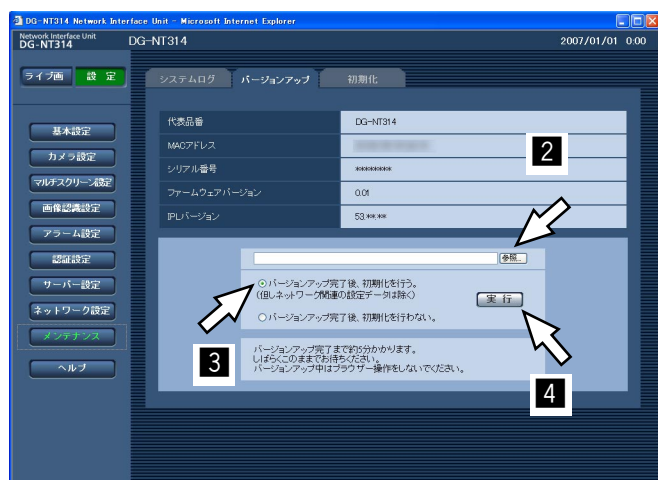 DG-NT314 Network Interface Unit - Microsoft Internet Explorer
Network Interface Unit
DG-NT314
DG-NT314
2007/01/01 0:00
ライブ画
設 定
システムログ
バージョンアップ
初期化
基本設定
カメラ設定
マルチスクリーン設定
画像認識設定
アラーム設定
認証設定
サーバー設定
ネットワーク設定
メンテナンス
ヘルプ
代表品番
DG-NT314
MACアドレス
シリアル番号
**********
ファームウェアバージョン
0.01
IPLバージョン
53.**.**
2
参照...
バージョンアップ完了後、初期化を行う。
(但しネットワーク関連の設定データは除く)
実 行
バージョンアップ完了後、初期化を行わない。
3
バージョンアップ完了まで約5分かかります。
しばらくこのままでお待ちください。
バージョンアップ中はブラウザー操作をしないでください。
4